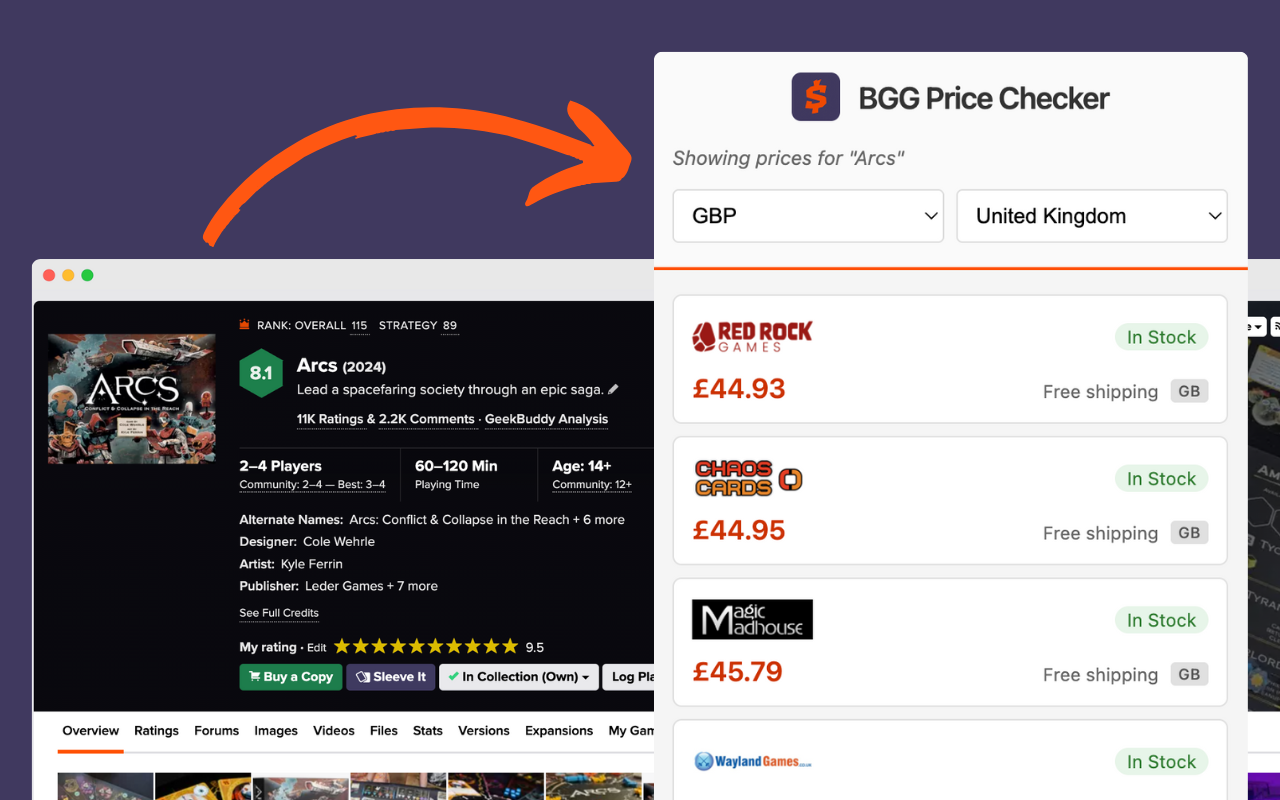 BGG Price Checker
Showing prices for "Arcs"
GBP
United Kingdom
RED ROCK
GAMES
In Stock
£44.93
Free shipping GB
CHAOS
CARDS
In Stock
£44.95
Free shipping GB
Magic
Madhouse
In Stock
£45.79
Free shipping GB
Wayland Games.co.uk
In Stock
RANK: OVERALL 115 STRATEGY 89
ARCS
CONFLICT & COLLAPSE IN THE REACH
8.1
Arcs (2024)
Lead a spacefaring society through an epic saga.
11K Ratings & 2.2K Comments · GeekBuddy Analysis
2–4 Players
Community: 2–4 — Best: 3–4
60–120 Min
Playing Time
Age: 14+
Community: 12+
Alternate Names: Arcs: Conflict & Collapse in the Reach + 6 more
Designer: Cole Wehrle
Artist: Kyle Ferrin
Publisher: Leder Games + 7 more
See Full Credits
My rating · Edit 9.5
Buy a Copy
Sleeve It
In Collection (Own)
Log Pla
Overview Ratings Forums Images Videos Files Stats Versions Expansions My Gam